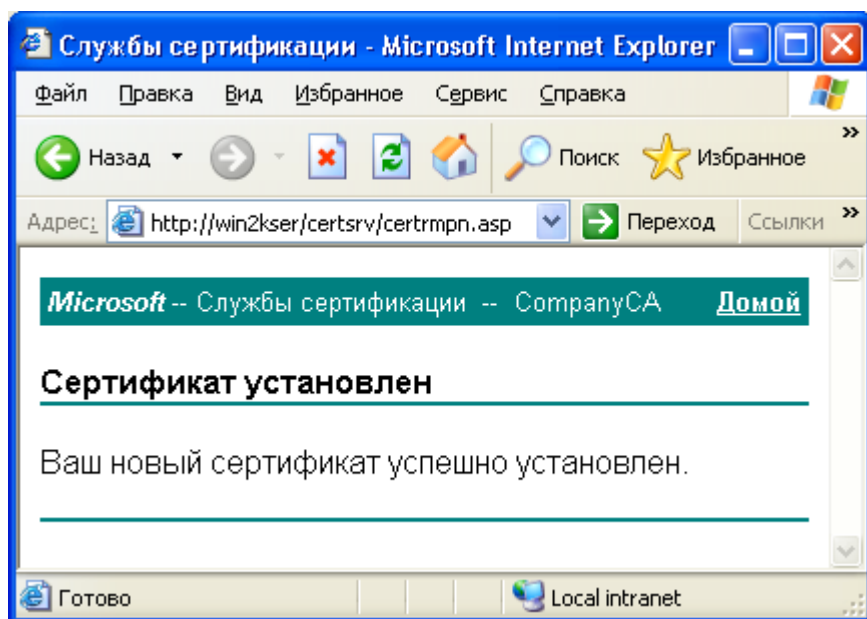 Службы сертификации - Microsoft Internet Explorer
Файл Правка Вид Избранное Сервис Справка
Назад Поиск Избранное »
Адрес: http://win2kser/certsrv/certrmpn.asp Переход Ссылки »
Microsoft -- Службы сертификации -- CompanyCA Домой
Сертификат установлен
Ваш новый сертификат успешно установлен.
Готово Local intranet